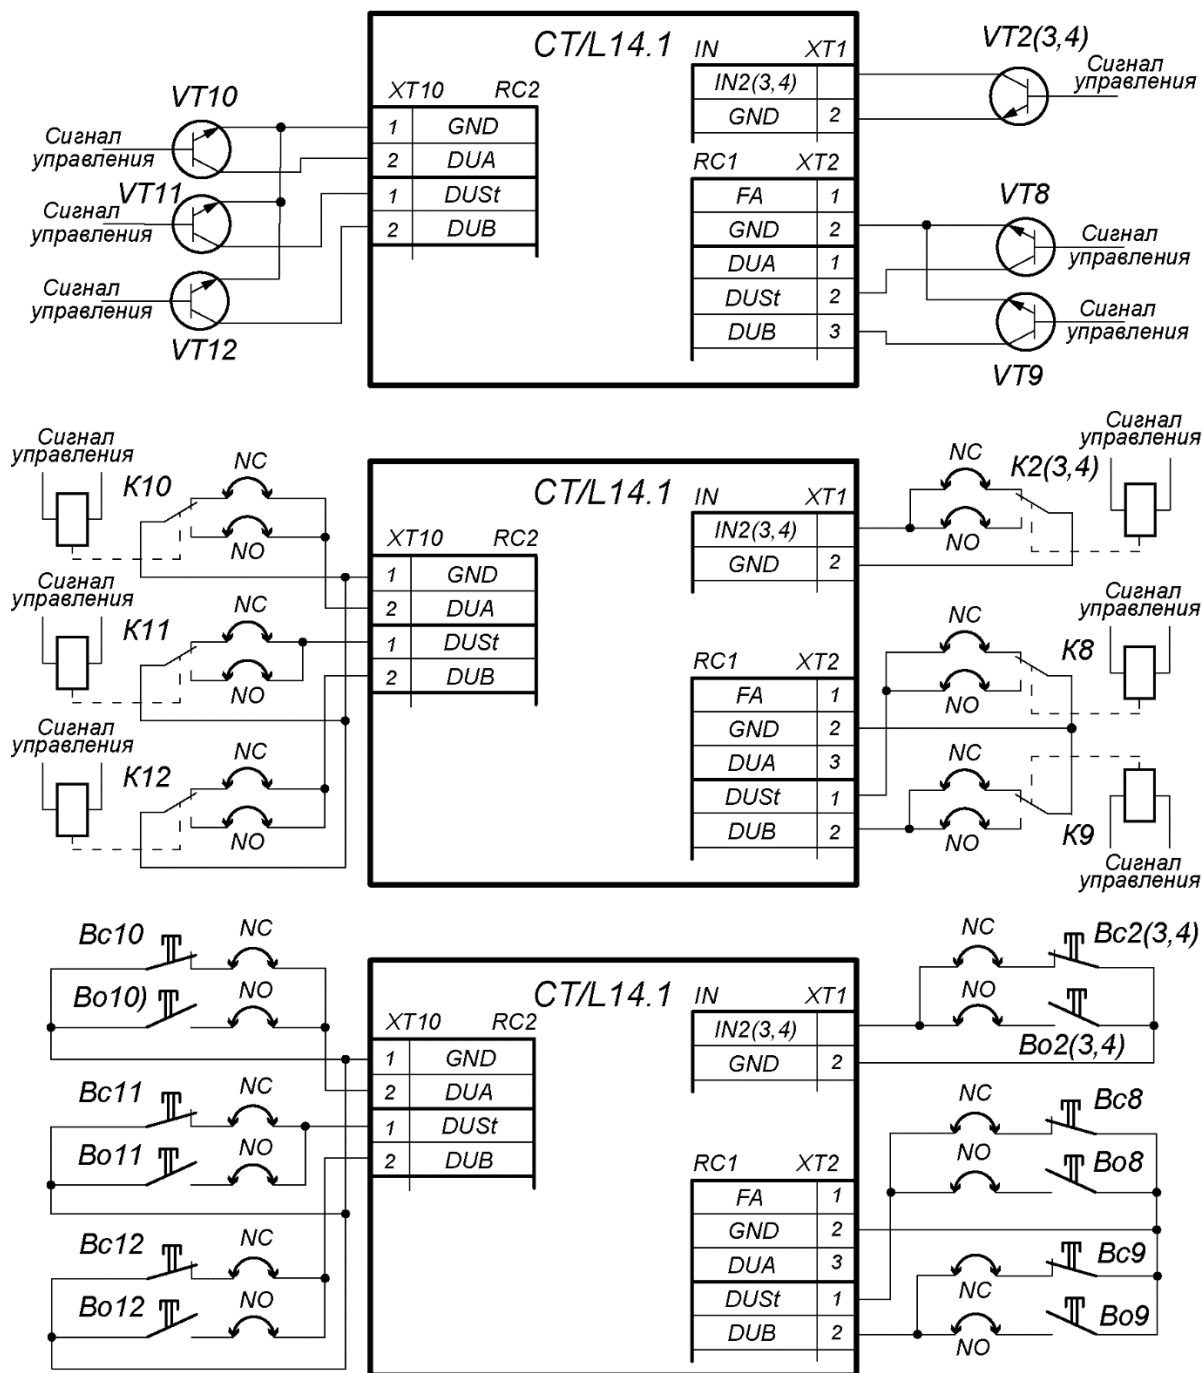 CT/L14.1
IN XT1
IN2(3,4)
GND 2
VT2(3,4)
Сигнал
управления
XT10 RC2
1 GND
2 DUA
1 DUSt
2 DUB
VT10
Сигнал
управления
VT11
Сигнал
управления
Сигнал
управления
VT12
RC1 XT2
FA 1
GND 2
DUA 1
DUSt 2
DUB 3
VT8
Сигнал
управления
Сигнал
управления
VT9
Сигнал
управления
K10
NC
NO
Сигнал
управления
K11
NC
NO
Сигнал
управления
K12
NC
NO
CT/L14.1
XT10 RC2
1 GND
2 DUA
1 DUSt
2 DUB
IN XT1
IN2(3,4)
GND 2
RC1 XT2
FA 1
GND 2
DUA 3
DUSt 1
DUB 2
NC
NO
K2(3,4)
Сигнал
управления
NC
NO
K8
Сигнал
управления
NC
NO
K9
Сигнал
управления
Bc10
NC
Bo10)
NO
Bc11
NC
Bo11
NO
Bc12
NC
Bo12
NO
CT/L14.1
XT10 RC2
1 GND
2 DUA
1 DUSt
2 DUB
IN XT1
IN2(3,4)
GND 2
RC1 XT2
FA 1
GND 2
DUA 3
DUSt 1
DUB 2
NC
Bc2(3,4)
NO
Bo2(3,4)
NC
Bc8
NO
Bo8
NC
Bc9
NO
Bo9